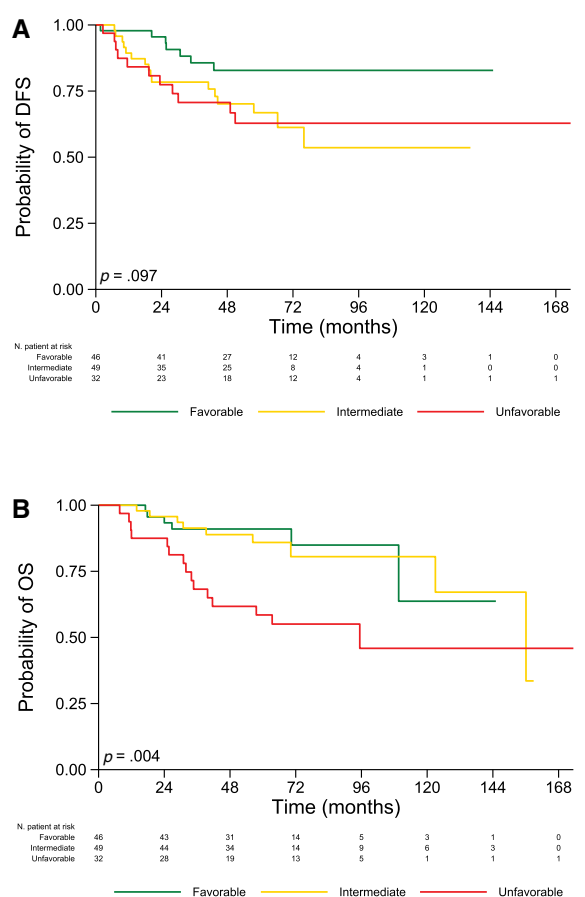 A
Probability of DFS
1.00
0.75
0.50
0.25
0.00
p = .097
0 24 48 72 96 120 144 168
Time (months)
N. patient at risk
Favorable 46 41 27 12 4 3 1 0
Intermediate 49 35 25 8 4 1 0 0
Unfavorable 32 23 18 12 4 1 1 1
Favorable Intermediate Unfavorable
B
Probability of OS
1.00
0.75
0.50
0.25
0.00
p = .004
0 24 48 72 96 120 144 168
Time (months)
N. patient at risk
Favorable 46 43 31 14 5 3 1 0
Intermediate 49 44 34 14 9 6 3 0
Unfavorable 32 28 19 13 5 1 1 1
Favorable Intermediate Unfavorable